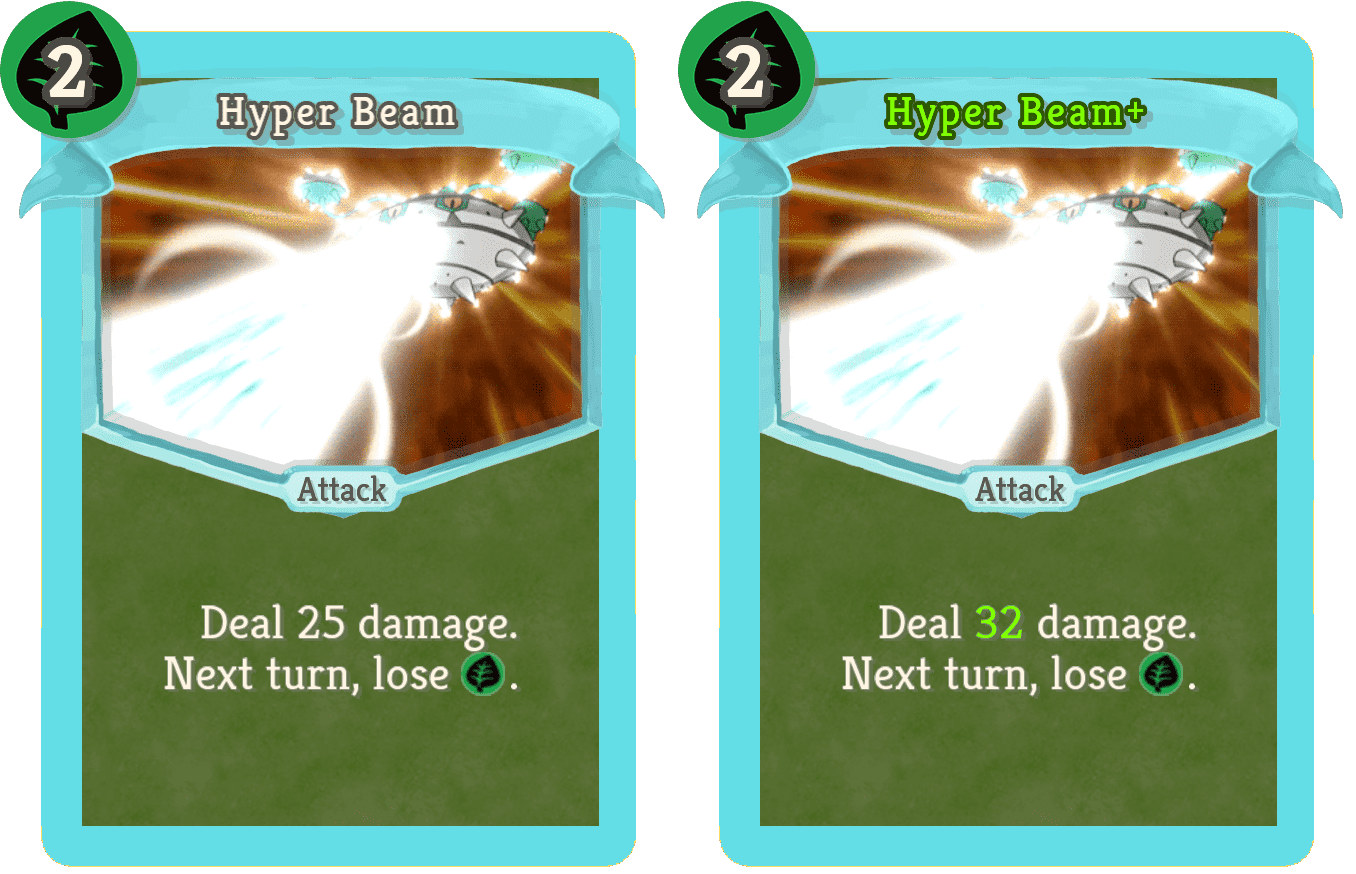 2
Hyper Beam
Attack
Deal 25 damage.
Next turn, lose .
2
Hyper Beam+
Attack
Deal 32 damage.
Next turn, lose .